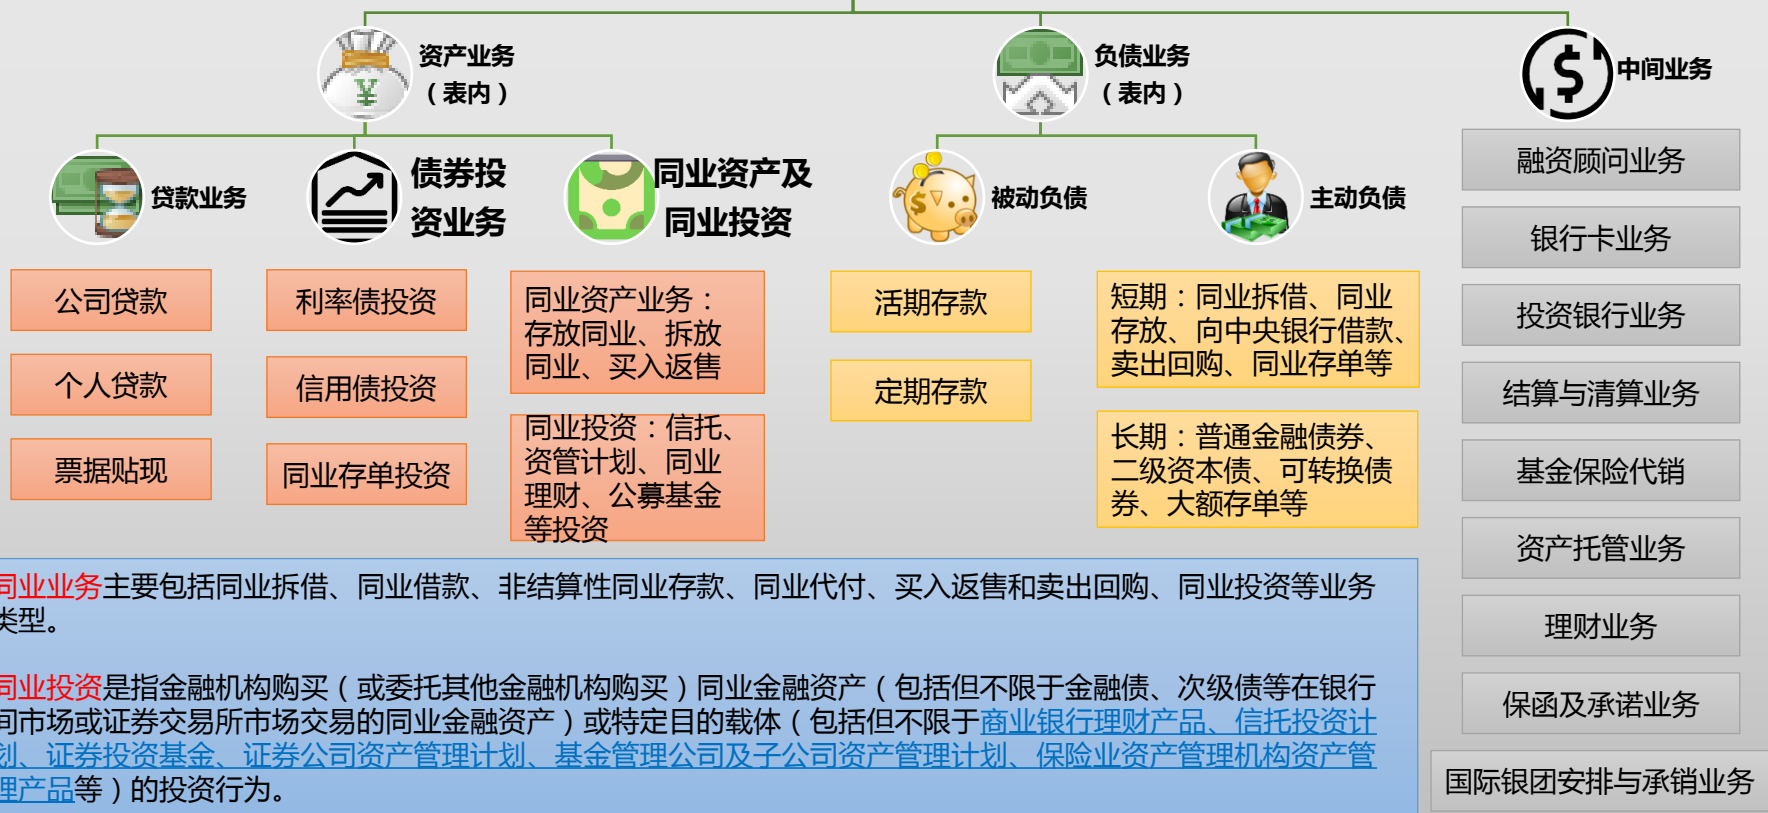 资产业务
（表内）
负债业务
（表内）
中间业务
贷款业务
债券投
资业务
同业资产及
同业投资
被动负债
主动负债
公司贷款
个人贷款
票据贴现
利率债投资
信用债投资
同业存单投资
同业资产业务：
存放同业、拆放
同业、买入返售
同业投资：信托、
资管计划、同业
理财、公募基金
等投资
活期存款
定期存款
短期：同业拆借、同业
存放、向中央银行借款、
卖出回购、同业存单等
长期：普通金融债券、
二级资本债、可转换债
券、大额存单等
融资顾问业务
银行卡业务
投资银行业务
结算与清算业务
基金保险代销
资产托管业务
理财业务
保函及承诺业务
国际银团安排与承销业务
同业业务主要包括同业拆借、同业借款、非结算性同业存款、同业代付、买入返售和卖出回购、同业投资等业务
类型。
同业投资是指金融机构购买（或委托其他金融机构购买）同业金融资产（包括但不限于金融债、次级债等在银行
间市场或证券交易所市场交易的同业金融资产）或特定目的载体（包括但不限于商业银行理财产品、信托投资计
划、证券投资基金、证券公司资产管理计划、基金管理公司及子公司资产管理计划、保险业资产管理机构资产管
理产品等）的投资行为。